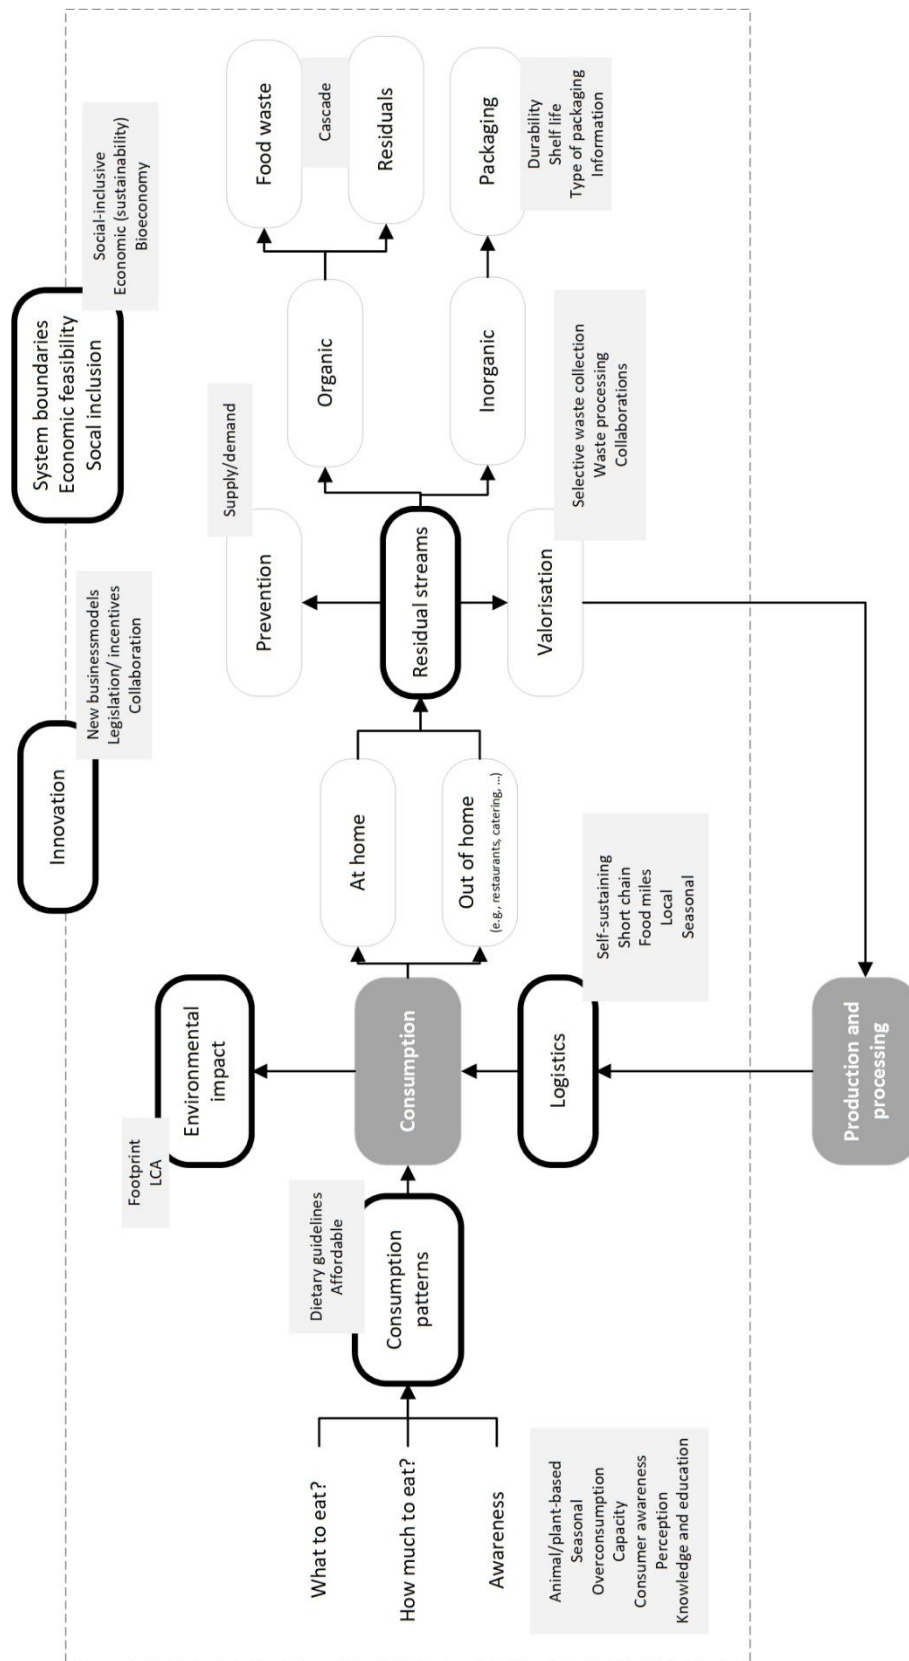 Innovation
New businessmodels
Legislation/ incentives
Collaboration
System boundaries
Economic feasibility
Socal inclusion
Social-inclusive
Economic (sustainability)
Bioeconomy
What to eat?
How much to eat?
Awareness
Animal/plant-based
Seasonal
Overconsumption
Capacity
Consumer awareness
Perception
Knowledge and education
Dietary guidelines
Affordable
Consumption
patterns
Footprint
LCA
Environmental
impact
Consumption
Logistics
Self-sustaining
Short chain
Food miles
Local
Seasonal
Production and
processing
At home
Out of home
(e.g., restaurants, catering, ...)
Supply/demand
Prevention
Residual streams
Valorisation
Selective waste collection
Waste processing
Collaborations
Organic
Inorganic
Food waste
Cascade
Residuals
Packaging
Durability
Shelf life
Type of packaging
Information